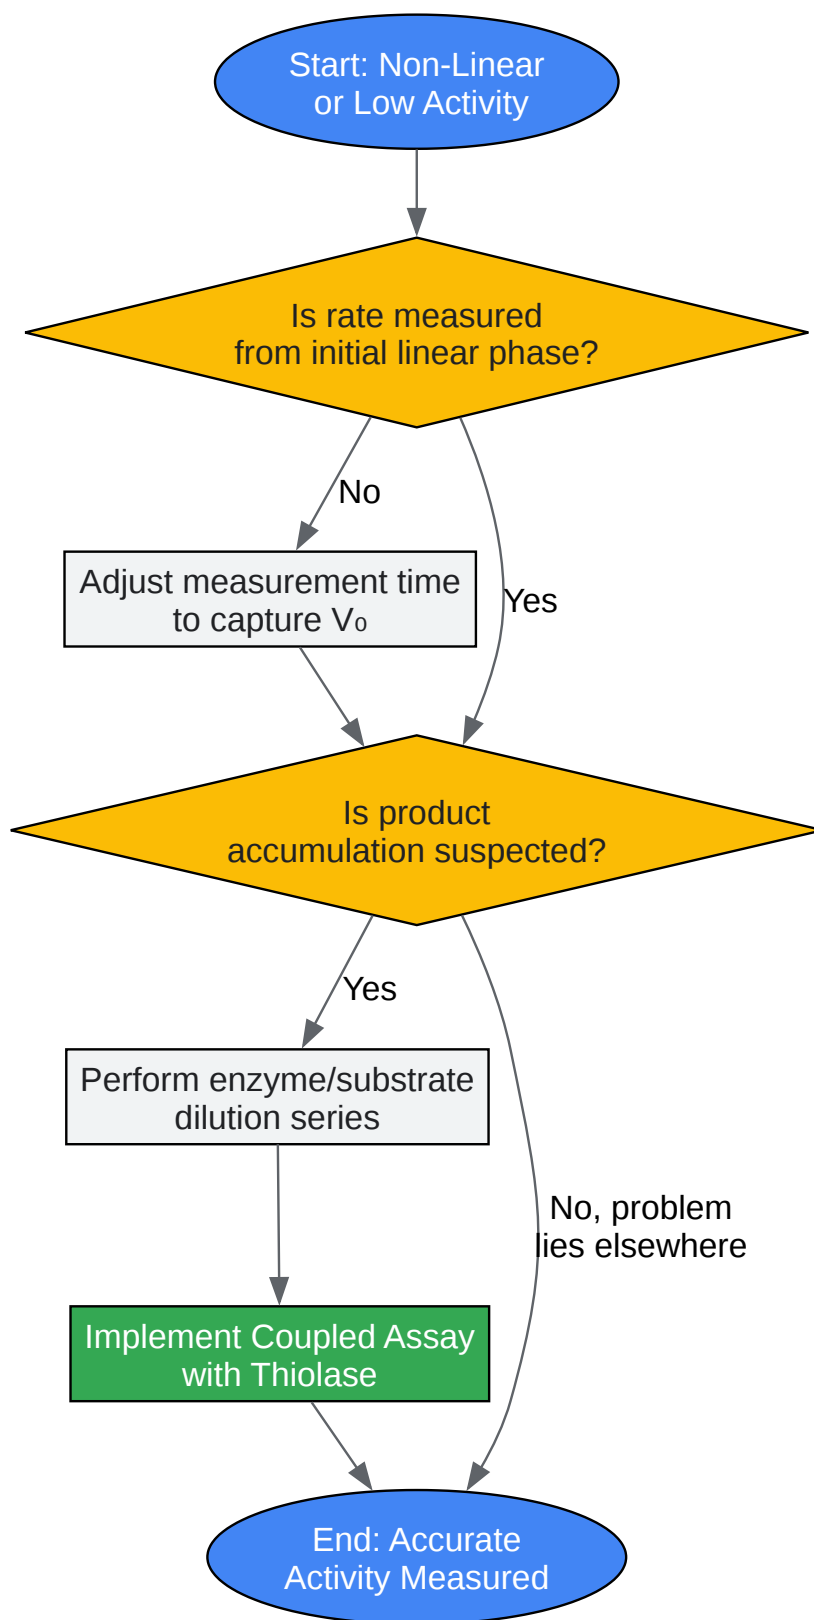 Start: Non-Linear
or Low Activity
Is rate measured
from initial linear phase?
No
Adjust measurement time
to capture V₀
Yes
Is product
accumulation suspected?
Yes
Perform enzyme/substrate
dilution series
No, problem
lies elsewhere
Implement Coupled Assay
with Thiolase
End: Accurate
Activity Measured